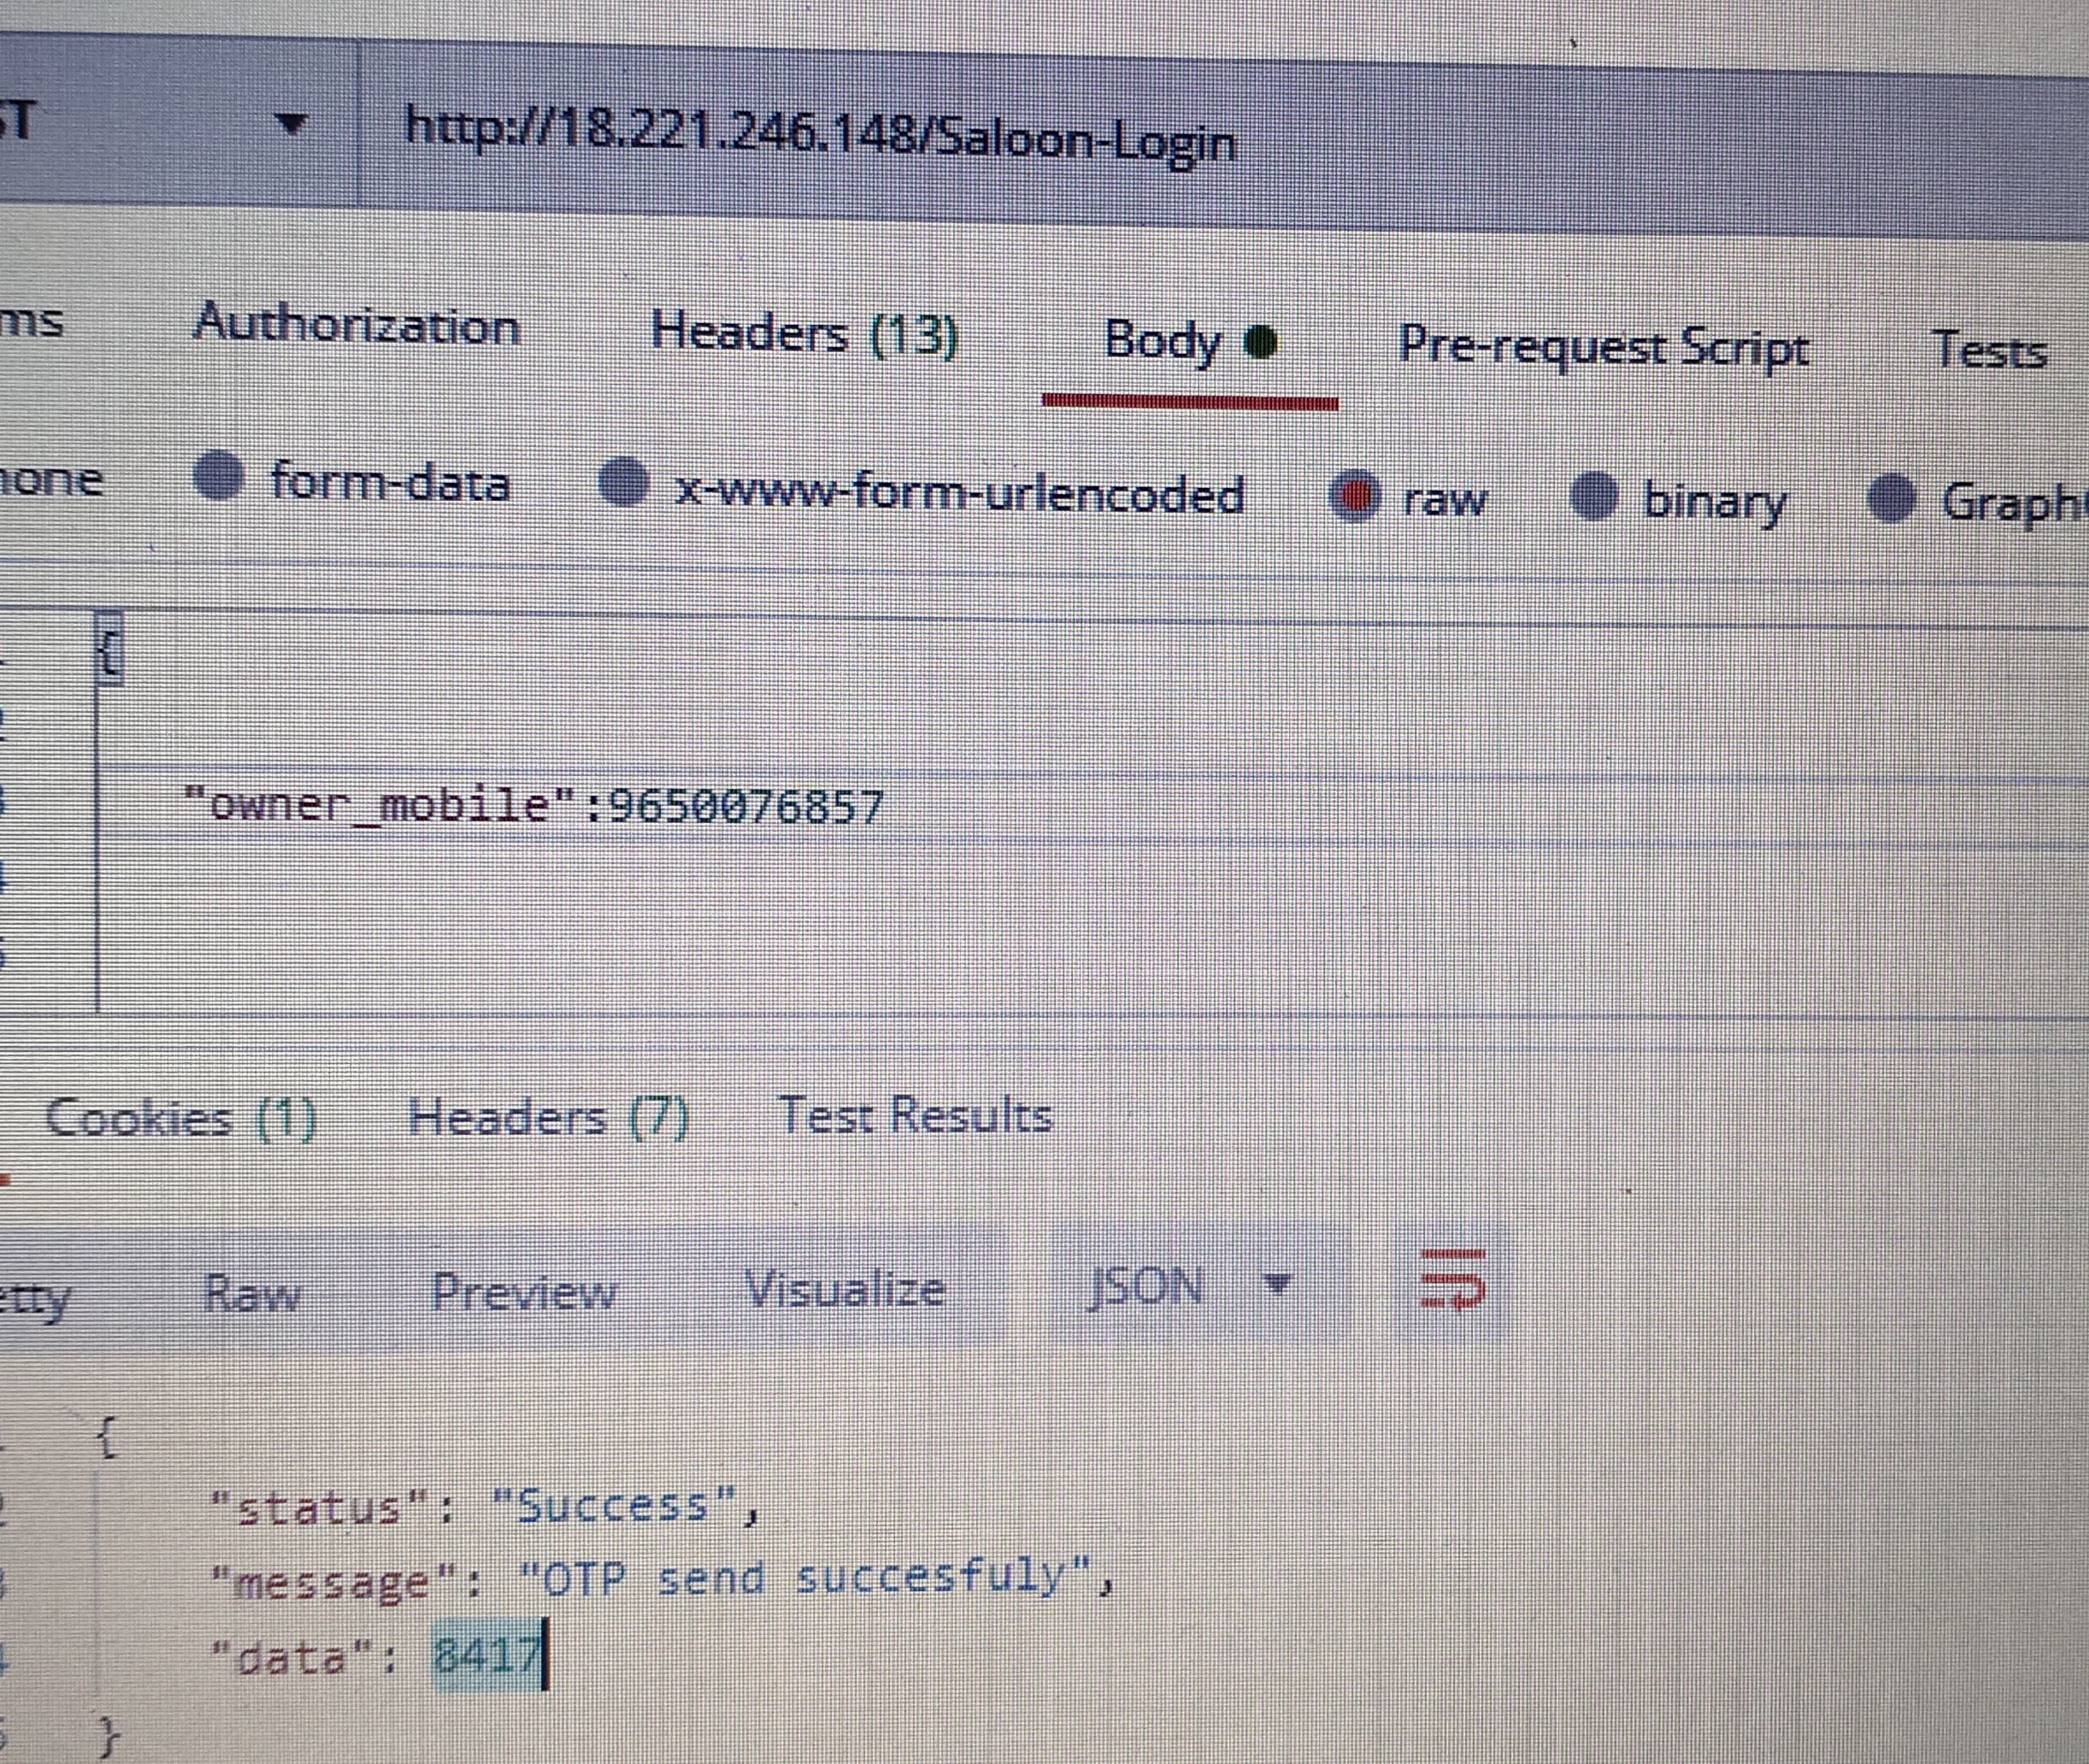 ST http://18.221.246.148/Saloon-Login
ms Authorization Headers (13) Body Pre-request Script Tests
none form-data x-www-form-urlencoded raw binary Graph
{
"owner_mobile":9650076857
Cookies (1) Headers (7) Test Results
etty Raw Preview Visualize JSON
{
"status": "Success",
"message": "OTP send succesfuly",
"data": 8417
}